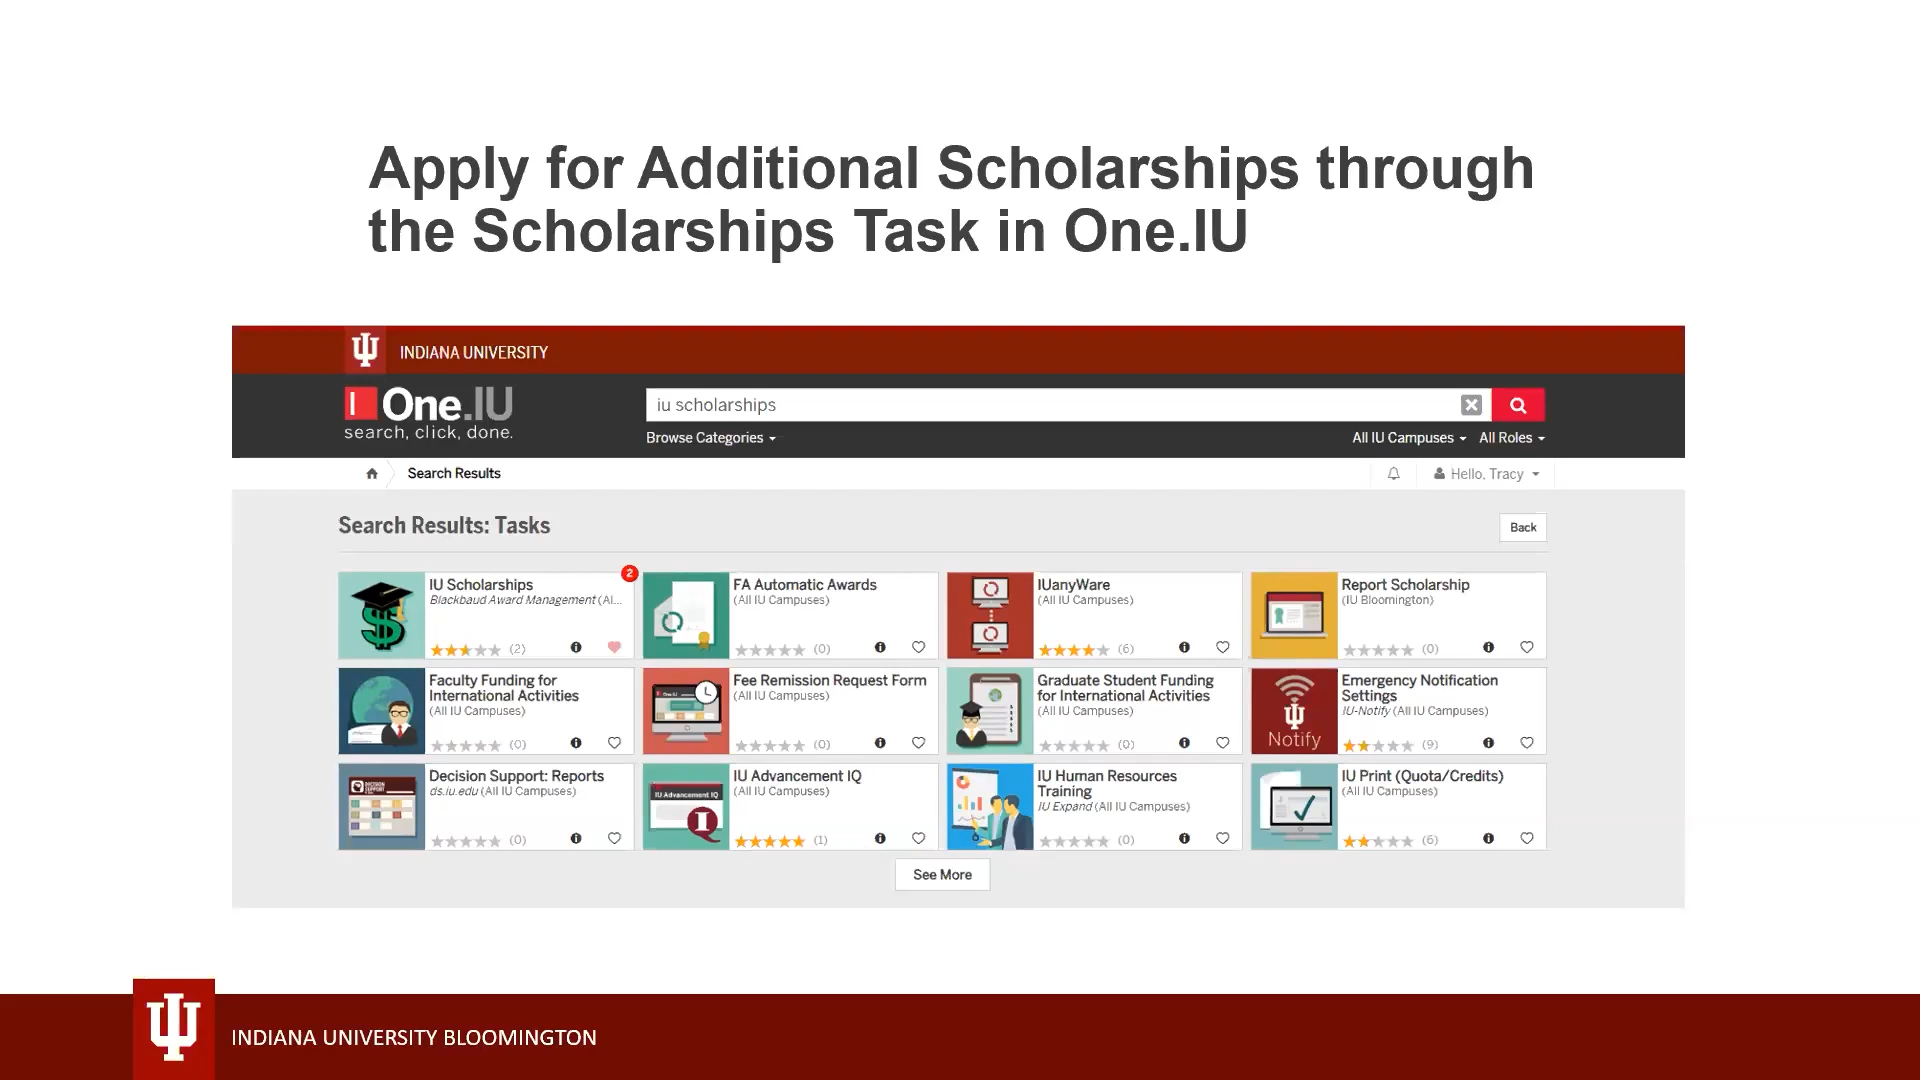 Apply for Additional Scholarships through
the Scholarships Task in One.IU
INDIANA UNIVERSITY
One.IU
search, click, done.
iu scholarships
Browse Categories
All IU Campuses
All Roles
Search Results
Hello, Tracy
Search Results: Tasks
Back
IU Scholarships
Blackbaud Award Management (Al...
(2)
2
FA Automatic Awards
(All IU Campuses)
(0)
IUanyWare
(All IU Campuses)
(6)
Report Scholarship
(IU Bloomington)
(0)
Faculty Funding for
International Activities
(All IU Campuses)
(0)
Fee Remission Request Form
(All IU Campuses)
(0)
Graduate Student Funding
for International Activities
(All IU Campuses)
(0)
Notify
Emergency Notification
Settings
IU-Notify (All IU Campuses)
(9)
Decision Support: Reports
ds.iu.edu (All IU Campuses)
(0)
IU Advancement IQ
IU Advancement IQ
(All IU Campuses)
(1)
IU Human Resources
Training
IU Expand (All IU Campuses)
(0)
IU Print (Quota/Credits)
(All IU Campuses)
(6)
See More
INDIANA UNIVERSITY BLOOMINGTON